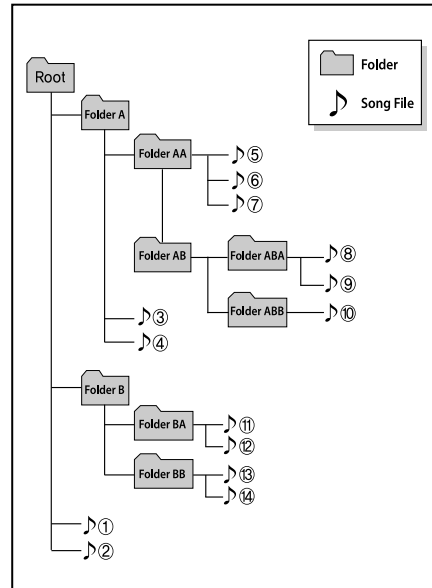 Root
Folder
Song File
Folder A
Folder AA
⑤
⑥
⑦
Folder AB
Folder ABA
⑧
⑨
Folder ABB
⑩
③
④
Folder B
Folder BA
⑪
⑫
Folder BB
⑬
⑭
①
②